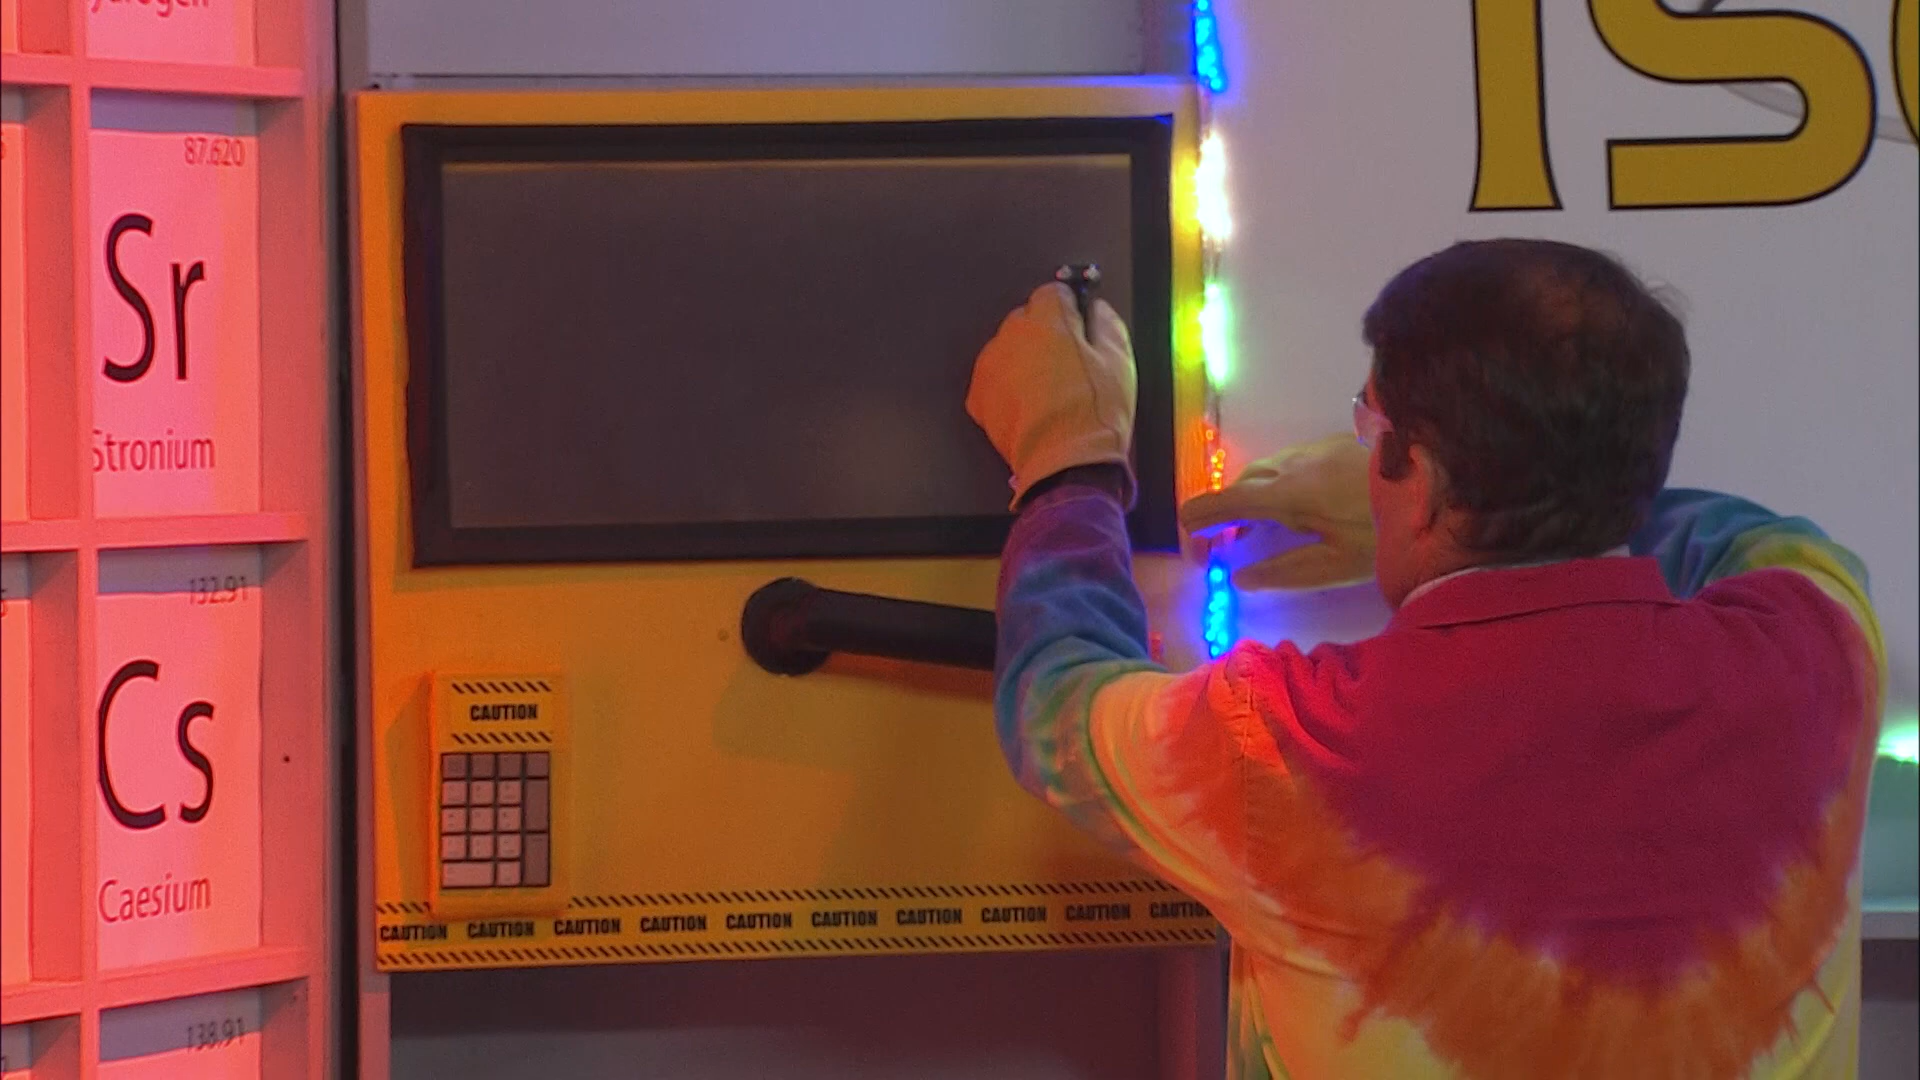 87.620
Sr
Stronium
132.91
Cs
Caesium
138.91
CAUTION
CAUTION CAUTION CAUTION CAUTION CAUTION CAUTION CAUTION CAUTION CAUTION CAUTION